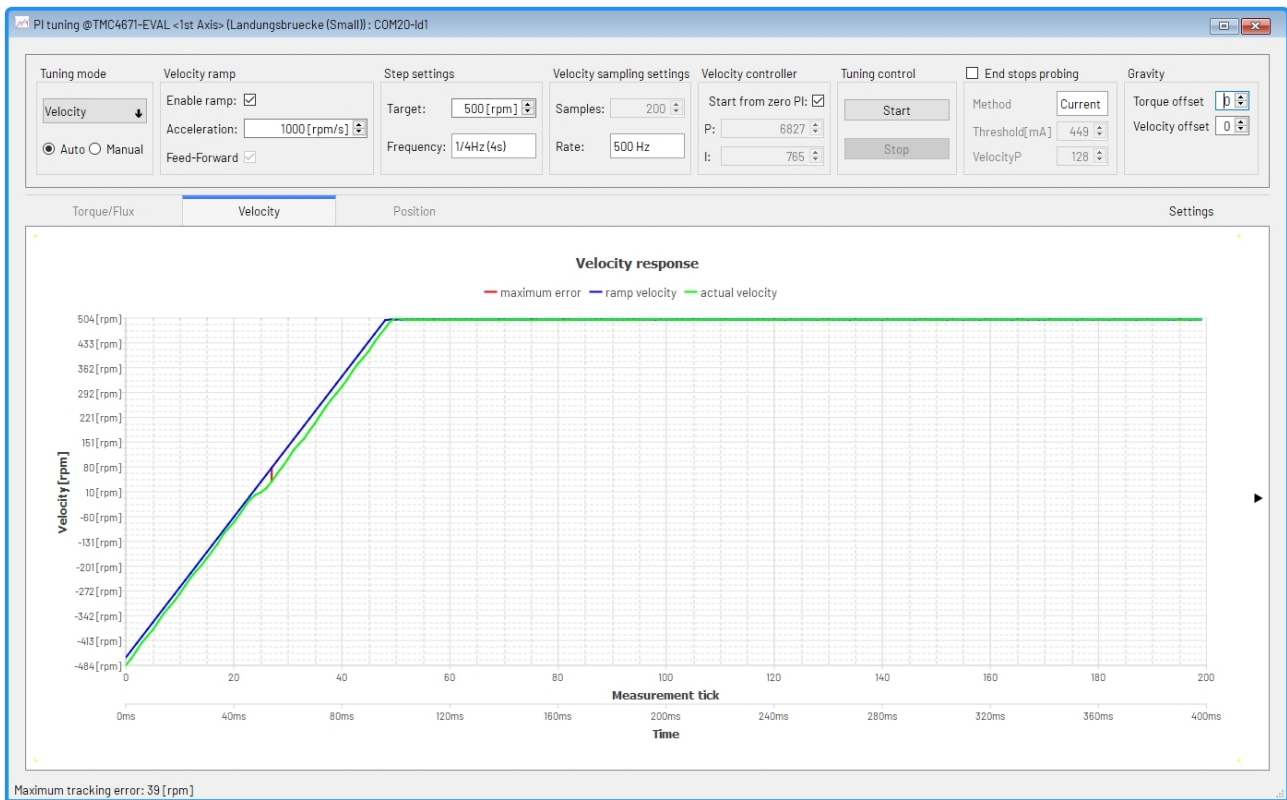 PI tuning @TMC4671-EVAL <1st Axis> (Landungsbruecke (Small)) : COM20-Id1
Tuning mode
Velocity
Auto
Manual
Velocity ramp
Enable ramp:
Acceleration: 1000 [rpm/s]
Feed-Forward
Step settings
Target: 500 [rpm]
Frequency: 1/4Hz (4s)
Velocity sampling settings
Samples: 200
Rate: 500 Hz
Velocity controller
Start from zero PI:
P: 6827
I: 765
Tuning control
Start
Stop
End stops probing
Method Current
Threshold[mA] 449
VelocityP 128
Gravity
Torque offset 0
Velocity offset 0
Torque/Flux
Velocity
Position
Settings
Velocity response
maximum error
ramp velocity
actual velocity
Velocity [rpm]
504 [rpm]
433 [rpm]
362 [rpm]
292 [rpm]
221 [rpm]
151 [rpm]
80 [rpm]
10 [rpm]
-60 [rpm]
-131 [rpm]
-201 [rpm]
-272 [rpm]
-342 [rpm]
-413 [rpm]
-484 [rpm]
0 20 40 60 80 100 120 140 160 180 200
Measurement tick
0ms 40ms 80ms 120ms 160ms 200ms 240ms 280ms 320ms 360ms 400ms
Time
Maximum tracking error: 39 [rpm]